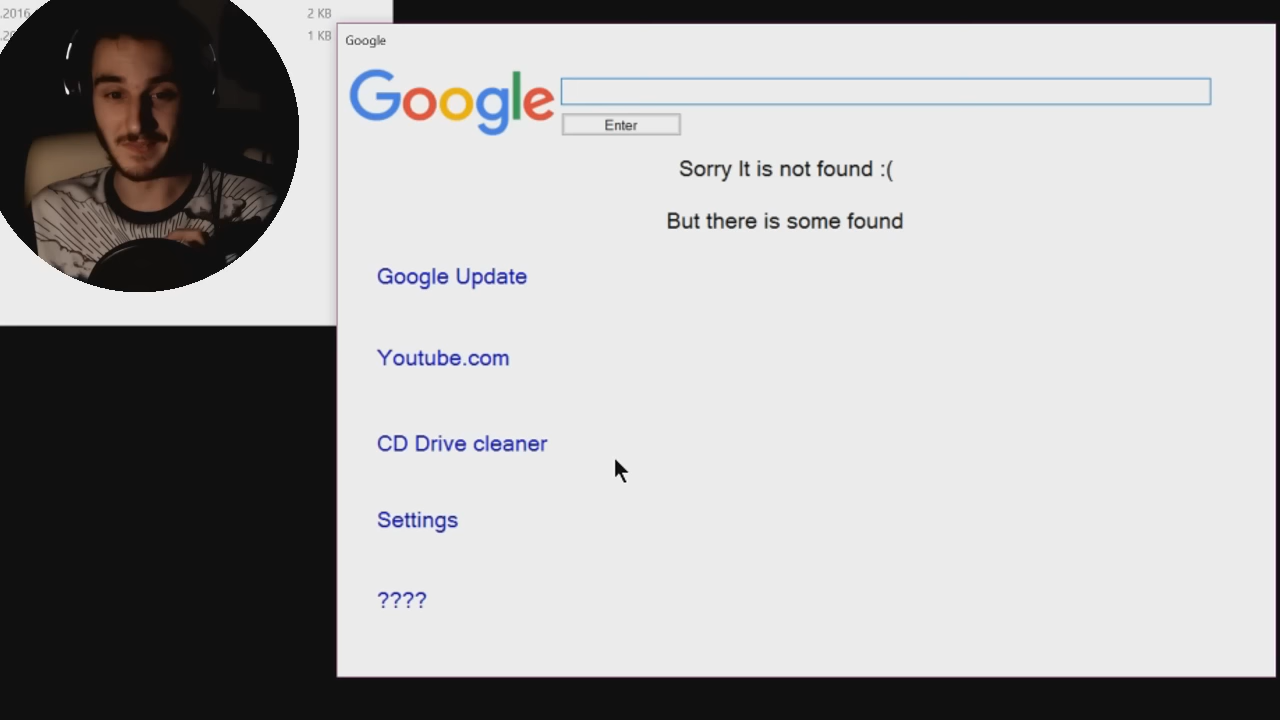 .2016
2 KB
1 KB
Google
Google
Enter
Sorry It is not found :(
But there is some found
Google Update
Youtube.com
CD Drive cleaner
Settings
????